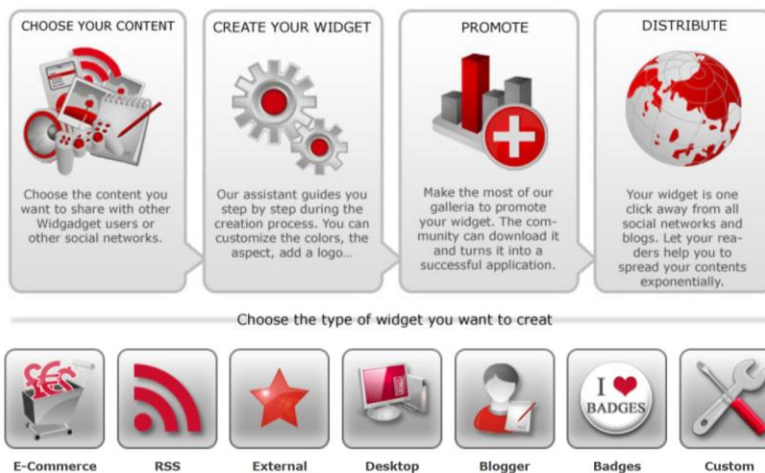 CHOOSE YOUR CONTENT
Choose the content you
want to share with other
Widgadget users or
other social networks.
CREATE YOUR WIDGET
Our assistant guides you
step by step during the
creation process. You can
customize the colors, the
aspect, add a logo...
PROMOTE
Make the most of our
galleria to promote
your widget. The com-
munity can download it
and turns it into a
successful application.
DISTRIBUTE
Your widget is one
click away from all
social networks and
blogs. Let your rea-
ders help you to
spread your contents
exponentially.
Choose the type of widget you want to creat
£€
I ❤
BADGES
E-Commerce
RSS
External
Desktop
Blogger
Badges
Custom